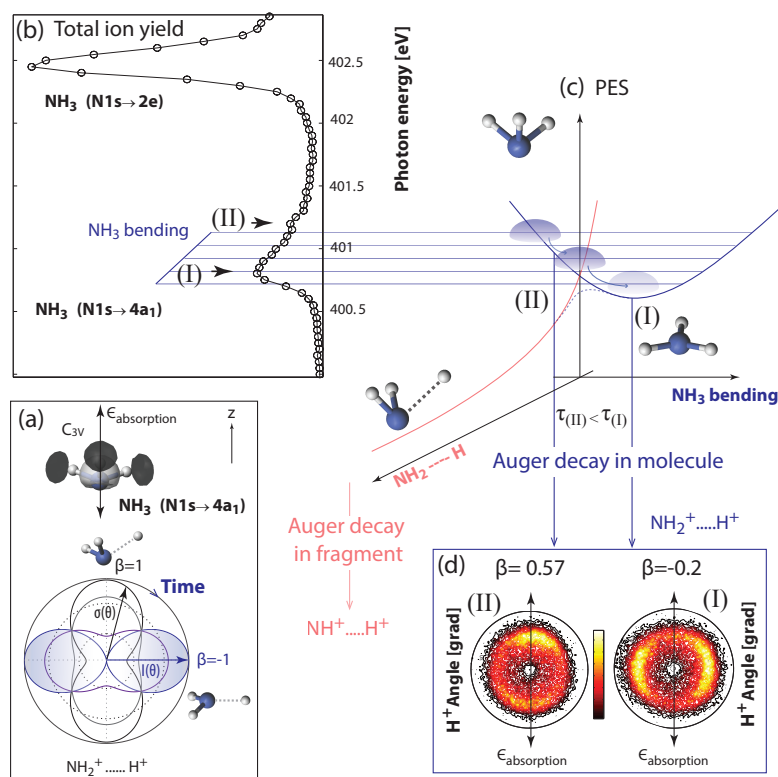 (b) Total ion yield
402.5
402
401.5
401
400.5
Photon energy [eV]
NH₃ (N1s→2e)
NH₃ bending
(II)
(I)
NH₃ (N1s→4a₁)
(c) PES
(II)
(I)
NH₃ bending
τ(II) < τ(I)
NH₂ ---- H
Auger decay in molecule
NH₂⁺.....H⁺
Auger decay
in fragment
NH⁺.....H⁺
(a)
ϵabsorption
C3V
z
NH₃ (N1s→4a₁)
β=1
Time
σ(θ)
I(θ)
β=-1
NH₂⁺ ...... H⁺
(d)
β= 0.57
β=-0.2
(II)
(I)
H⁺ Angle [grad]
H⁺ Angle [grad]
ϵabsorption
ϵabsorption